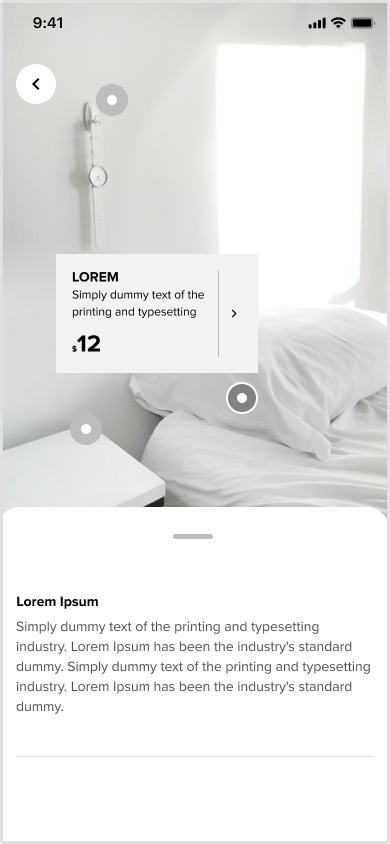 9:41
LOREM
Simply dummy text of the
printing and typesetting
$12
Lorem Ipsum
Simply dummy text of the printing and typesetting
industry. Lorem Ipsum has been the industry's standard
dummy. Simply dummy text of the printing and typesetting
industry. Lorem Ipsum has been the industry's standard
dummy.